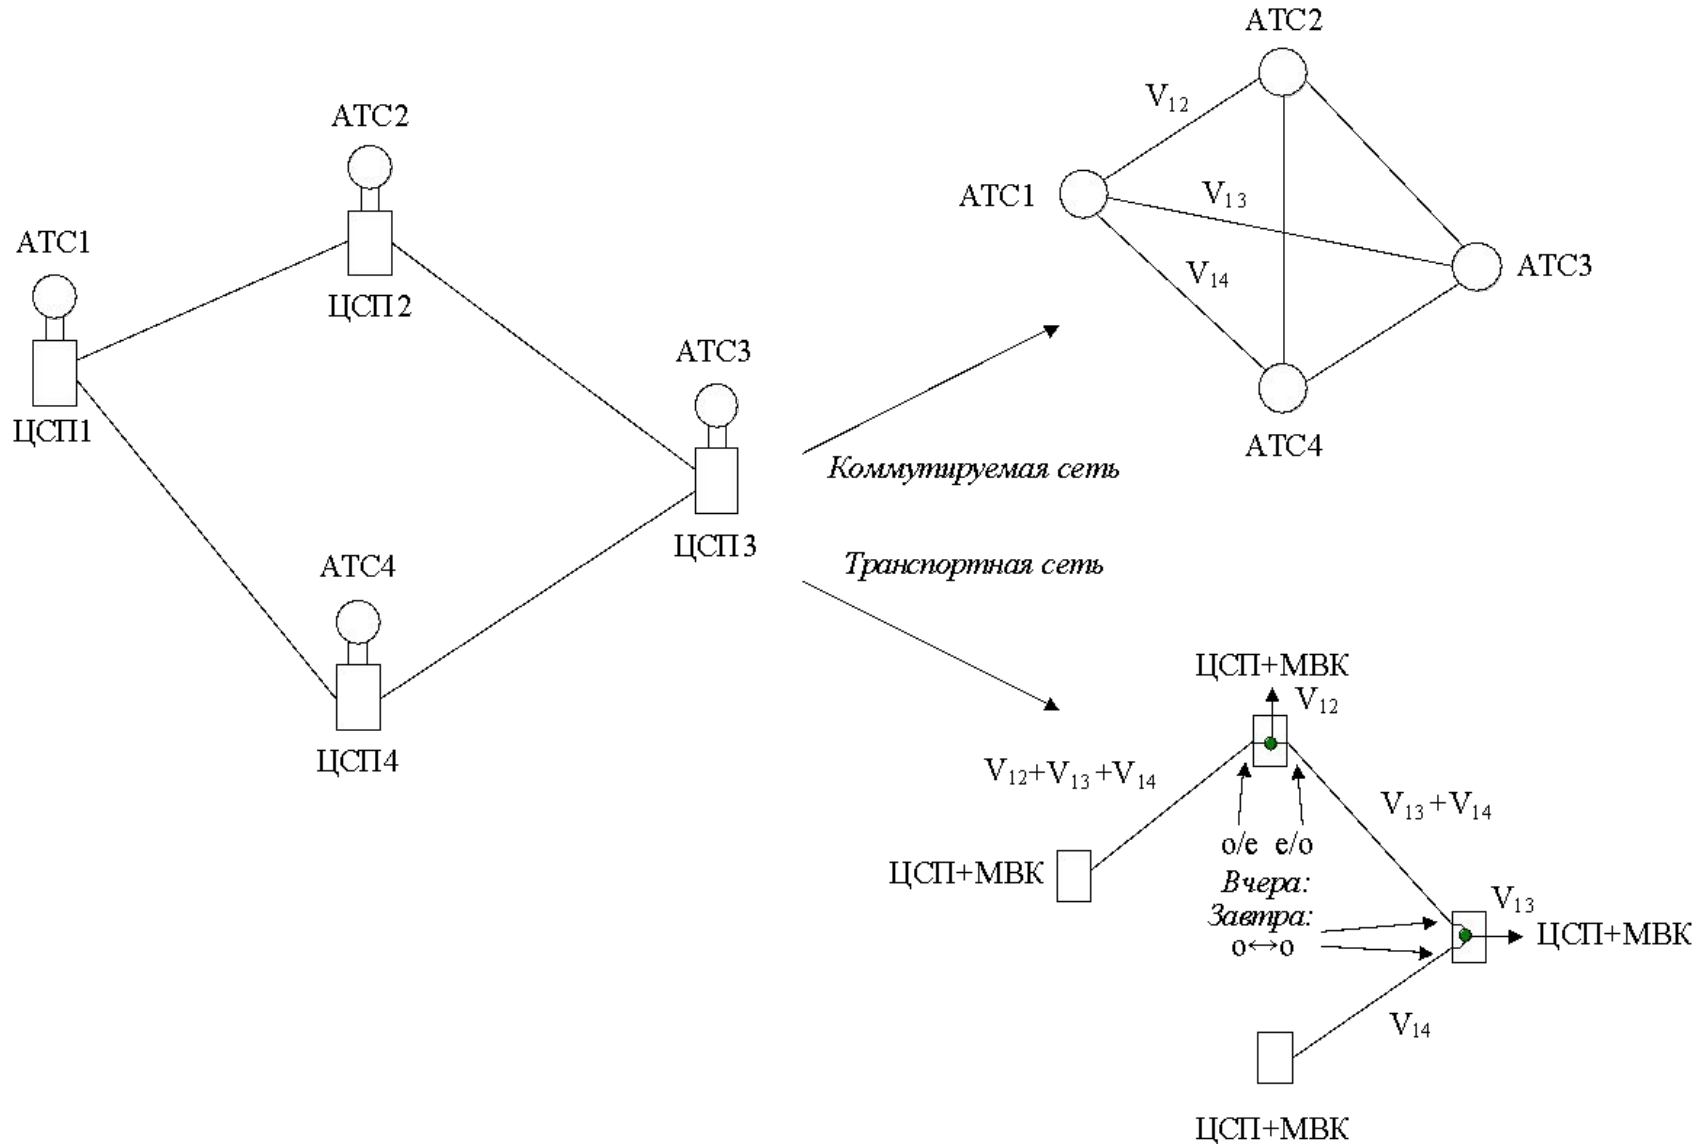 АТС2
V12
АТС1
V13
V14
АТС3
АТС4
АТС2
АТС1
ЦСП2
АТС3
ЦСП1
ЦСП3
АТС4
ЦСП4
Коммутируемая сеть
Транспортная сеть
ЦСП+МВК
V12
V12+V13+V14
V13+V14
ЦСП+МВК
o/e e/o
Вчера:
Завтра:
o↔o
V13
ЦСП+МВК
V14
ЦСП+МВК